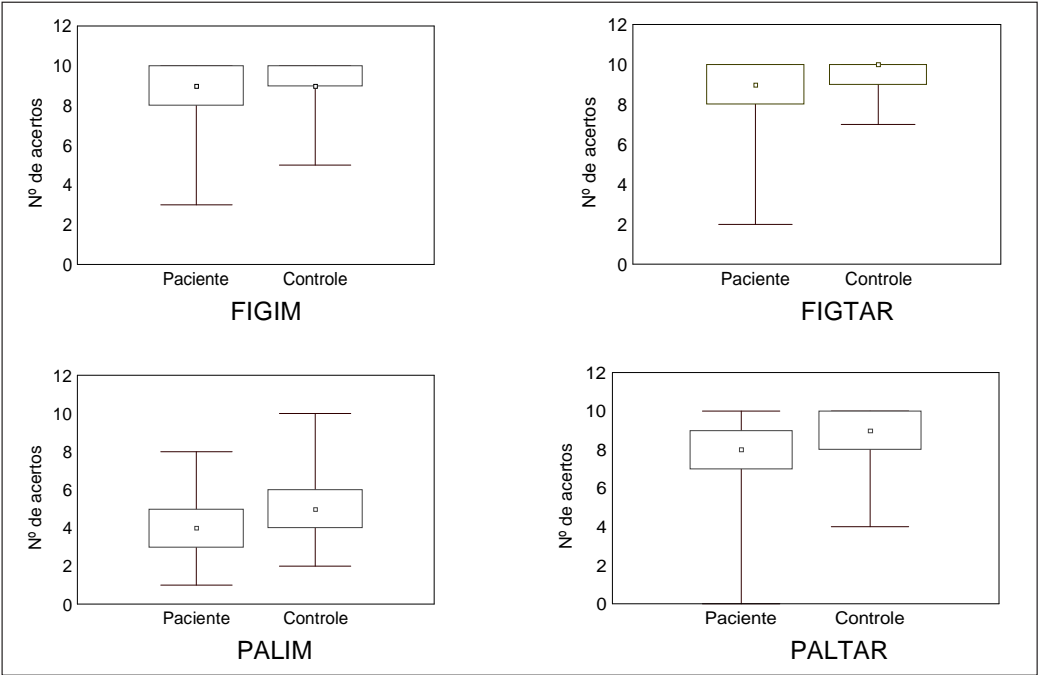 12
10
8
6
4
2
0
Nº de acertos
Paciente Controle
FIGIM
12
10
8
6
4
2
0
Nº de acertos
Paciente Controle
FIGTAR
12
10
8
6
4
2
0
Nº de acertos
Paciente Controle
PALIM
12
10
8
6
4
2
0
Nº de acertos
Paciente Controle
PALTAR